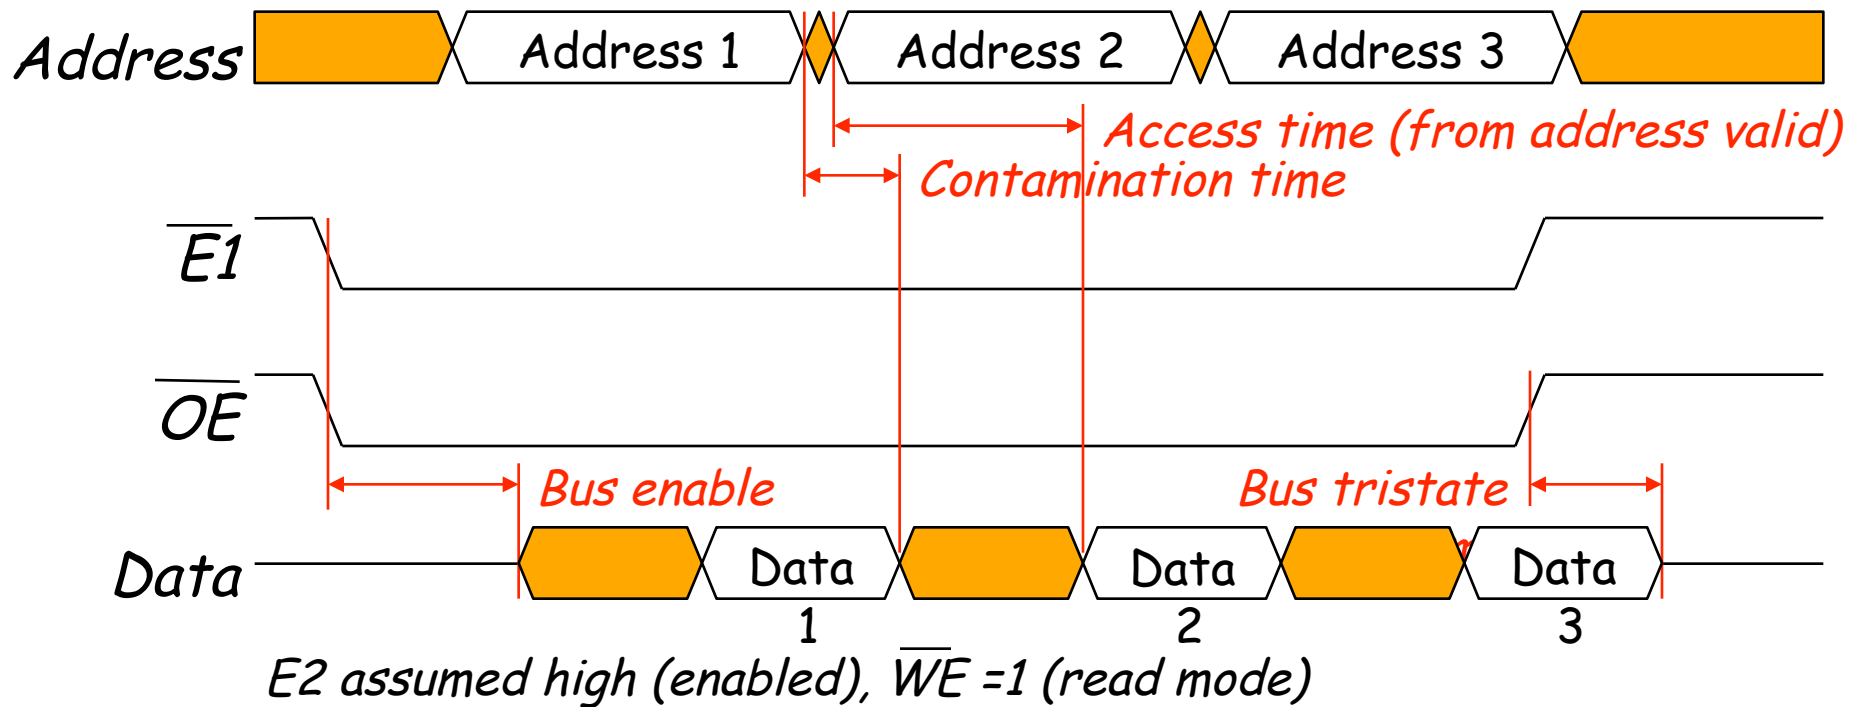 Address Address 1 Address 2 Address 3
Access time (from address valid)
Contamination time
E1
OE
Bus enable Bus tristate
Data Data Data Data
1 2 3
E2 assumed high (enabled), WE =1 (read mode)